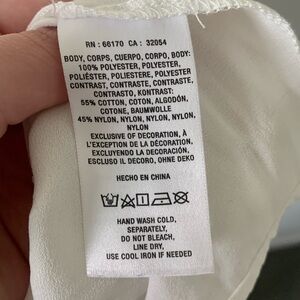 RN : 66170 CA : 32054
BODY, CORPS, CUERPO, CORPO, BODY:
100% POLYESTER, POLYESTER,
POLIÉSTER, POLIESTERE, POLYESTER
CONTRAST, CONTRASTE, CONTRASTE,
CONTRASTO, KONTRAST:
55% COTTON, COTON, ALGODÓN,
COTONE, BAUMWOLLE
45% NYLON, NYLON, NYLON, NYLON,
NYLON
EXCLUSIVE OF DECORATION, À
L'EXCEPTION DE LA DÉCORATION,
EXCLUYENDO LA DECORACIÓN,
ESCLUSO IL DECORO, OHNE DEKO
HECHO EN CHINA
HAND WASH COLD,
SEPARATELY,
DO NOT BLEACH,
LINE DRY,
USE COOL IRON IF NEEDED